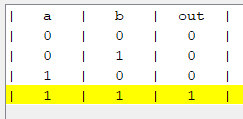 | a | b | out |
| 0 | 0 | 0 |
| 0 | 1 | 0 |
| 1 | 0 | 0 |
| 1 | 1 | 1 |